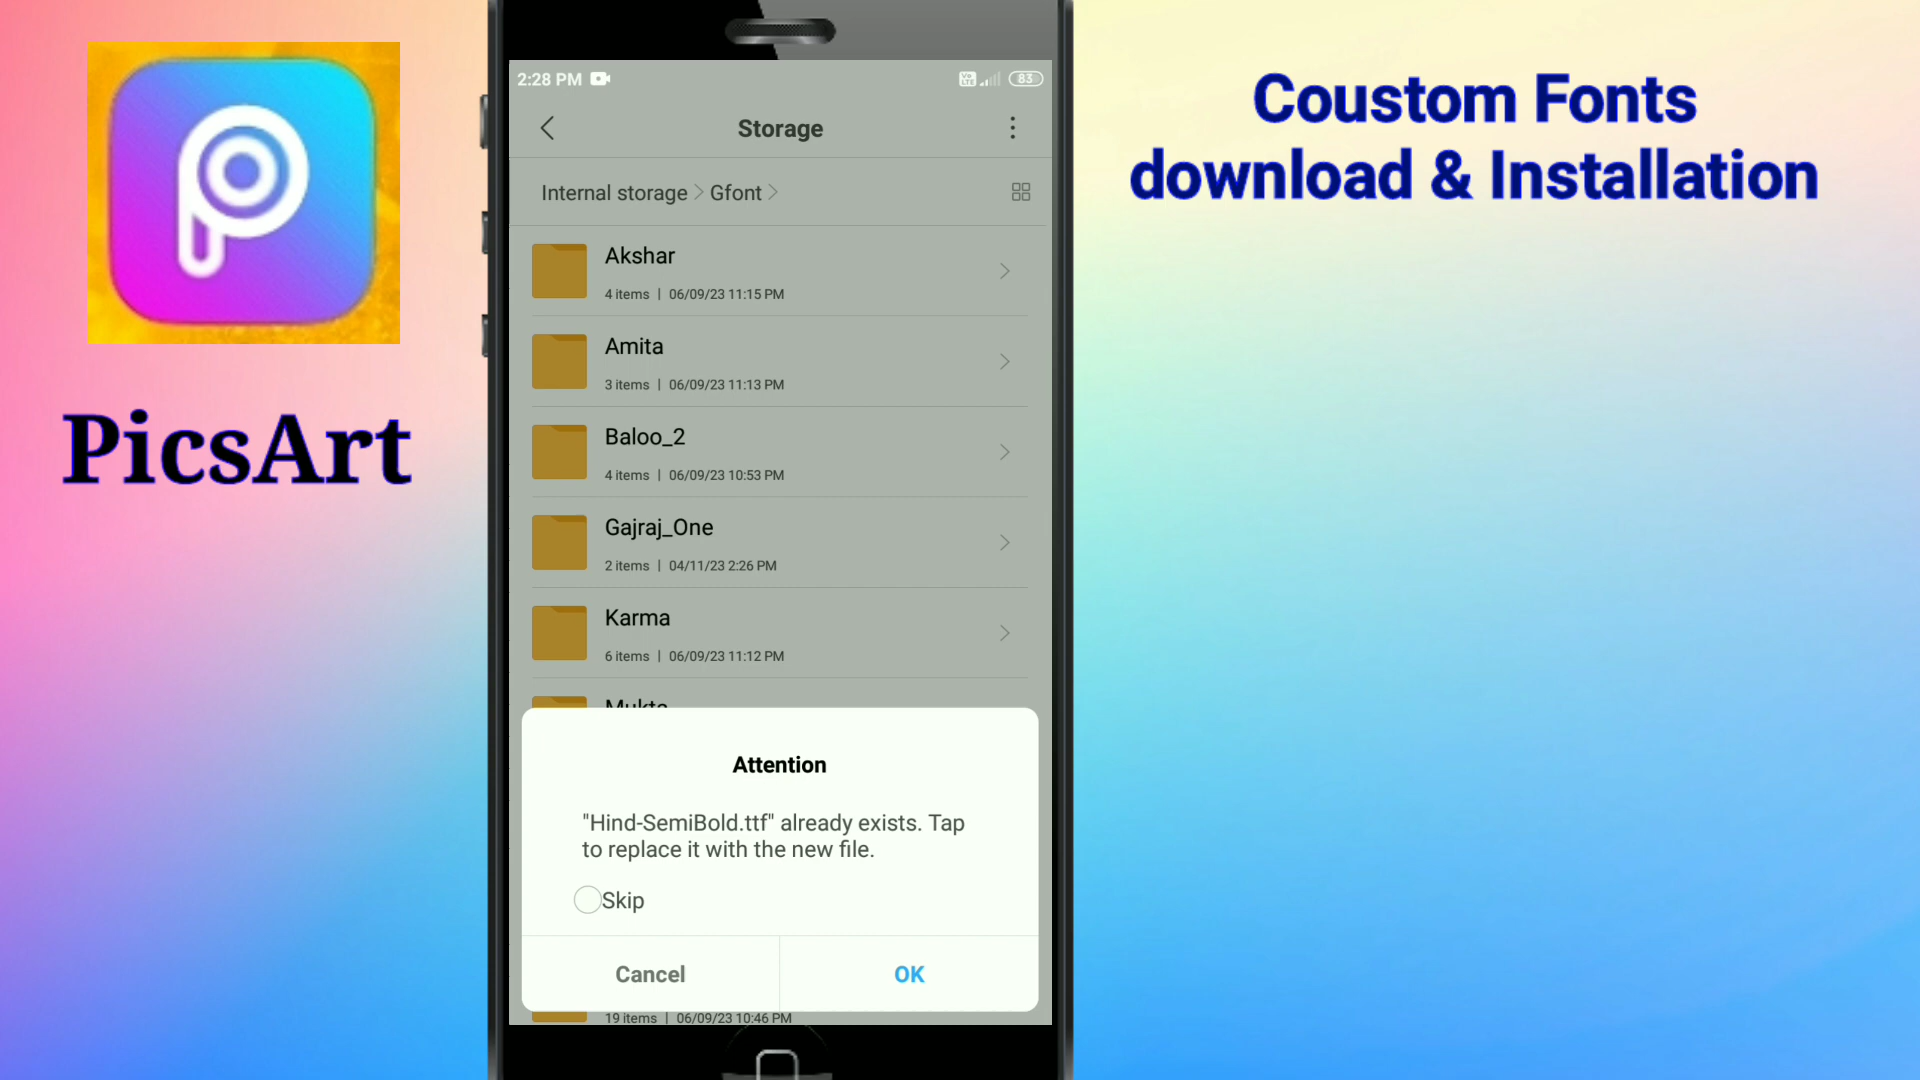 PicsArt
2:28 PM
83
Storage
Internal storage > Gfont >
Akshar
4 items | 06/09/23 11:15 PM
Amita
3 items | 06/09/23 11:13 PM
Baloo_2
4 items | 06/09/23 10:53 PM
Gajraj_One
2 items | 04/11/23 2:26 PM
Karma
6 items | 06/09/23 11:12 PM
Mukta
Attention
"Hind-SemiBold.ttf" already exists. Tap
to replace it with the new file.
Skip
Cancel OK
19 items | 06/09/23 10:46 PM
Coustom Fonts
download & Installation